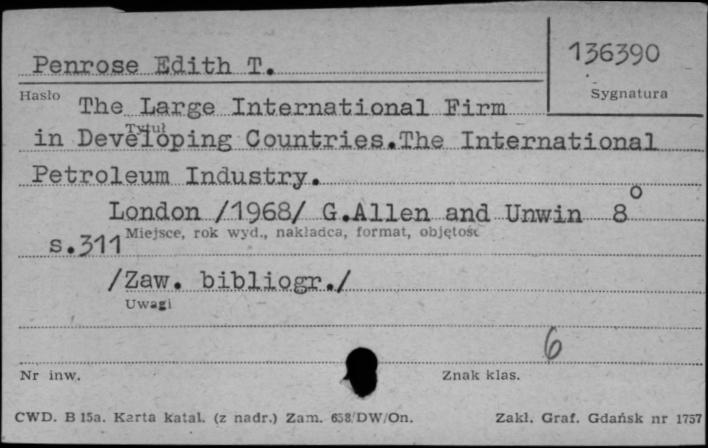 Penrose Edith T.
136390
Hasło
Sygnatura
The Large International Firm
Tytuł
in Developing Countries.The International
Petroleum Industry.
London /1968/ G.Allen and Unwin 8°
s.311 Miejsce, rok wyd., nakładca, format, objętość
/Zaw. bibliogr./
Uwagi
6
Nr inw.
Znak klas.
CWD. B 15a. Karta katal. (z nadr.) Zam. 658/DW/On.
Zakł. Graf. Gdańsk nr 1757